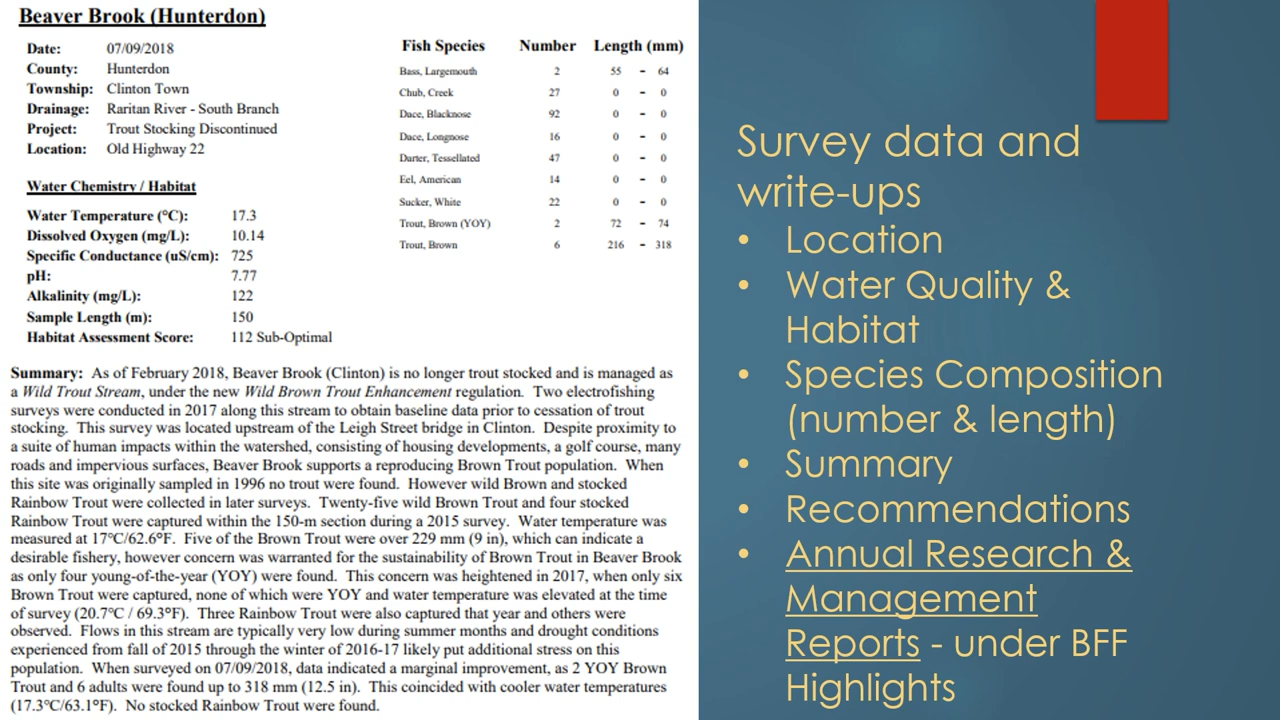 Beaver Brook (Hunterdon)
Date: 07/09/2018
County: Hunterdon
Township: Clinton Town
Drainage: Raritan River - South Branch
Project: Trout Stocking Discontinued
Location: Old Highway 22
Water Chemistry / Habitat
Water Temperature (°C): 17.3
Dissolved Oxygen (mg/L): 10.14
Specific Conductance (uS/cm): 725
pH: 7.77
Alkalinity (mg/L): 122
Sample Length (m): 150
Habitat Assessment Score: 112 Sub-Optimal
Fish Species Number Length (mm)
Bass, Largemouth 2 55 - 64
Chub, Creek 27 0 - 0
Dace, Blacknose 92 0 - 0
Dace, Longnose 16 0 - 0
Darter, Tessellated 47 0 - 0
Eel, American 14 0 - 0
Sucker, White 22 0 - 0
Trout, Brown (YOY) 2 72 - 74
Trout, Brown 6 216 - 318
Summary: As of February 2018, Beaver Brook (Clinton) is no longer trout stocked and is managed as
a Wild Trout Stream, under the new Wild Brown Trout Enhancement regulation. Two electrofishing
surveys were conducted in 2017 along this stream to obtain baseline data prior to cessation of trout
stocking. This survey was located upstream of the Leigh Street bridge in Clinton. Despite proximity to
a suite of human impacts within the watershed, consisting of housing developments, a golf course, many
roads and impervious surfaces, Beaver Brook supports a reproducing Brown Trout population. When
this site was originally sampled in 1996 no trout were found. However wild Brown and stocked
Rainbow Trout were collected in later surveys. Twenty-five wild Brown Trout and four stocked
Rainbow Trout were captured within the 150-m section during a 2015 survey. Water temperature was
measured at 17°C/62.6°F. Five of the Brown Trout were over 229 mm (9 in), which can indicate a
desirable fishery, however concern was warranted for the sustainability of Brown Trout in Beaver Brook
as only four young-of-the-year (YOY) were found. This concern was heightened in 2017, when only six
Brown Trout were captured, none of which were YOY and water temperature was elevated at the time
of survey (20.7°C / 69.3°F). Three Rainbow Trout were also captured that year and others were
observed. Flows in this stream are typically very low during summer months and drought conditions
experienced from fall of 2015 through the winter of 2016-17 likely put additional stress on this
population. When surveyed on 07/09/2018, data indicated a marginal improvement, as 2 YOY Brown
Trout and 6 adults were found up to 318 mm (12.5 in). This coincided with cooler water temperatures
(17.3°C/63.1°F). No stocked Rainbow Trout were found.
Survey data and
write-ups
• Location
• Water Quality &
Habitat
• Species Composition
(number & length)
• Summary
• Recommendations
• Annual Research &
Management
Reports - under BFF
Highlights